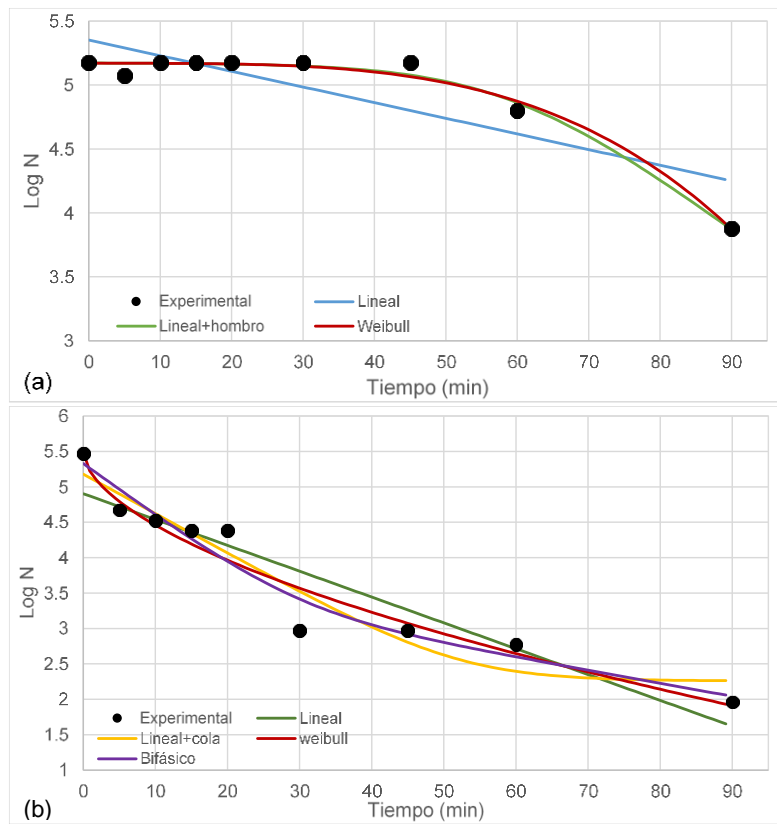 5.5
5
4.5
4
3.5
3
Log N
Experimental
Lineal
Lineal+hombro
Weibull
0 10 20 30 40 50 60 70 80 90
Tiempo (min)
(a)
6
5.5
5
4.5
4
3.5
3
2.5
2
1.5
1
Log N
Experimental
Lineal
Lineal+cola
weibull
Bifásico
0 10 20 30 40 50 60 70 80 90
Tiempo (min)
(b)